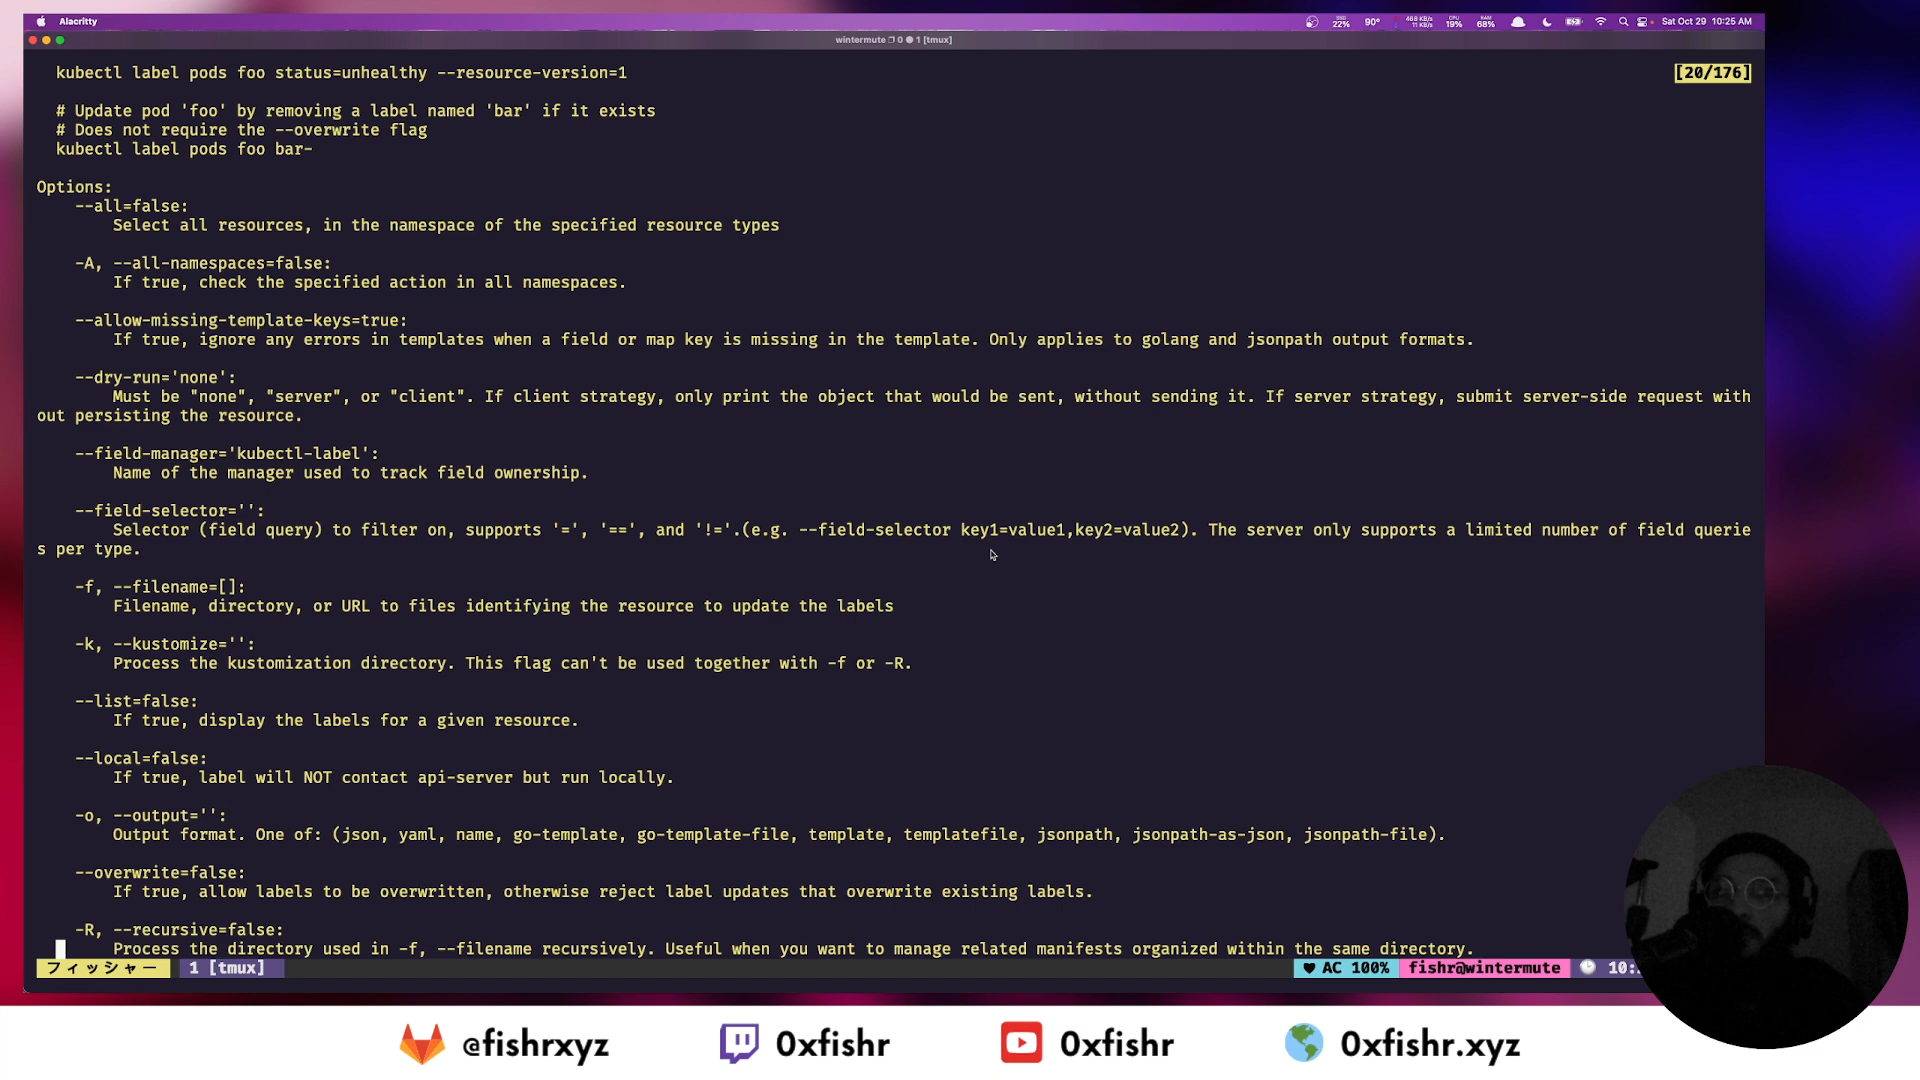 Alacritty
SSD 22%
90°
468 KB/s
11 KB/s
CPU 19%
RAM 68%
Sat Oct 29 10:25 AM
wintermute 0 1 [tmux]
kubectl label pods foo status=unhealthy --resource-version=1
[20/176]
# Update pod 'foo' by removing a label named 'bar' if it exists
# Does not require the --overwrite flag
kubectl label pods foo bar-
Options:
--all=false:
Select all resources, in the namespace of the specified resource types
-A, --all-namespaces=false:
If true, check the specified action in all namespaces.
--allow-missing-template-keys=true:
If true, ignore any errors in templates when a field or map key is missing in the template. Only applies to golang and jsonpath output formats.
--dry-run='none':
Must be "none", "server", or "client". If client strategy, only print the object that would be sent, without sending it. If server strategy, submit server-side request with
out persisting the resource.
--field-manager='kubectl-label':
Name of the manager used to track field ownership.
--field-selector='':
Selector (field query) to filter on, supports '=', '==', and '!='.(e.g. --field-selector key1=value1,key2=value2). The server only supports a limited number of field querie
s per type.
-f, --filename=[]:
Filename, directory, or URL to files identifying the resource to update the labels
-k, --kustomize='':
Process the kustomization directory. This flag can't be used together with -f or -R.
--list=false:
If true, display the labels for a given resource.
--local=false:
If true, label will NOT contact api-server but run locally.
-o, --output='':
Output format. One of: (json, yaml, name, go-template, go-template-file, template, templatefile, jsonpath, jsonpath-as-json, jsonpath-file).
--overwrite=false:
If true, allow labels to be overwritten, otherwise reject label updates that overwrite existing labels.
-R, --recursive=false:
Process the directory used in -f, --filename recursively. Useful when you want to manage related manifests organized within the same directory.
フィッシャー 1 [tmux]
♥ AC 100% fishr@wintermute 10:
@fishrxyz
0xfishr
0xfishr
0xfishr.xyz